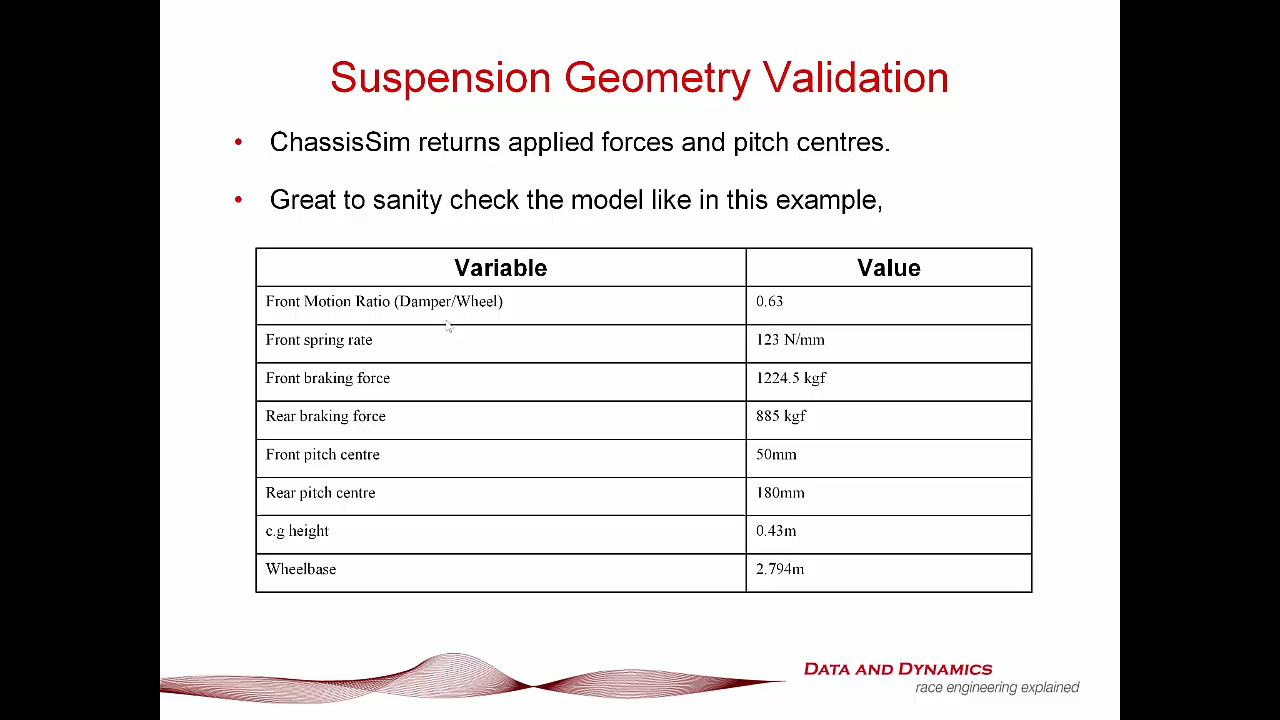 Suspension Geometry Validation
• ChassisSim returns applied forces and pitch centres.
• Great to sanity check the model like in this example,
Variable Value
Front Motion Ratio (Damper/Wheel) 0.63
Front spring rate 123 N/mm
Front braking force 1224.5 kgf
Rear braking force 885 kgf
Front pitch centre 50mm
Rear pitch centre 180mm
c.g height 0.43m
Wheelbase 2.794m
DATA AND DYNAMICS
race engineering explained